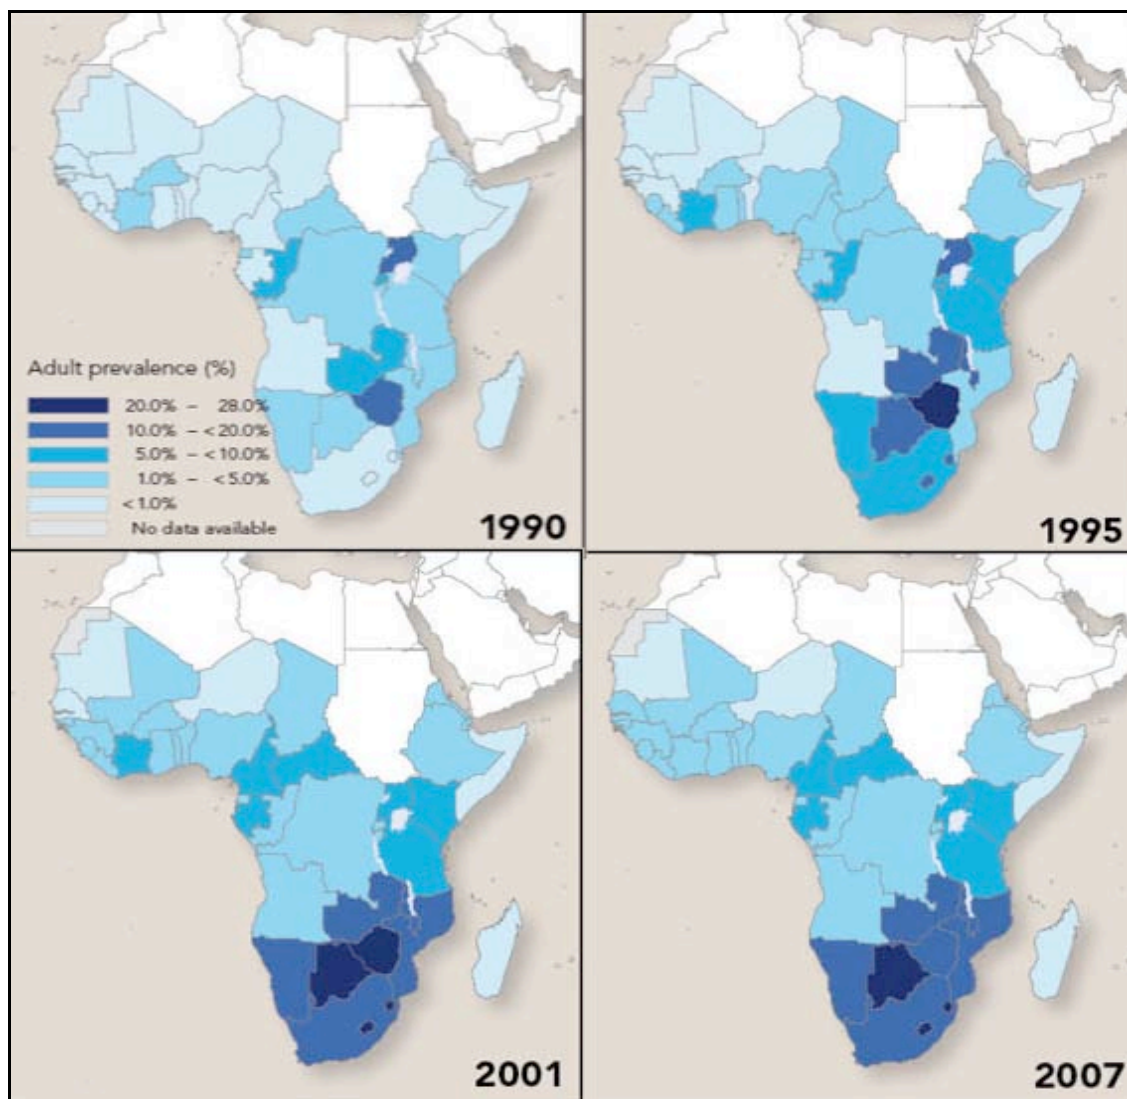 Adult prevalence (%)
20.0% – 28.0%
10.0% – <20.0%
5.0% – <10.0%
1.0% – <5.0%
<1.0%
No data available
1990
1995
2001
2007